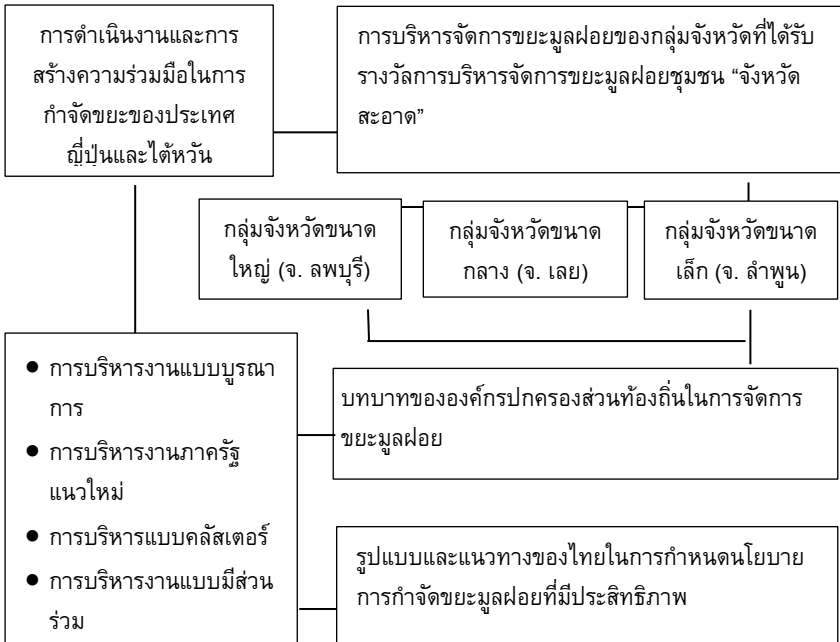 การดำเนินงานและการ
สร้างความร่วมมือในการ
กำจัดขยะของประเทศ
ญี่ปุ่นและไต้หวัน
การบริหารจัดการขยะมูลฝอยของกลุ่มจังหวัดที่ได้รับ
รางวัลการบริหารจัดการขยะมูลฝอยชุมชน “จังหวัด
สะอาด”
กลุ่มจังหวัดขนาด
ใหญ่ (จ. ลพบุรี)
กลุ่มจังหวัดขนาด
กลาง (จ. เลย)
กลุ่มจังหวัดขนาด
เล็ก (จ. ลำพูน)
● การบริหารงานแบบบูรณา
การ
● การบริหารงานภาครัฐ
แนวใหม่
● การบริหารแบบคลัสเตอร์
● การบริหารงานแบบมีส่วน
ร่วม
บทบาทขององค์กรปกครองส่วนท้องถิ่นในการจัดการ
ขยะมูลฝอย
รูปแบบและแนวทางของไทยในการกำหนดนโยบาย
การกำจัดขยะมูลฝอยที่มีประสิทธิภาพ